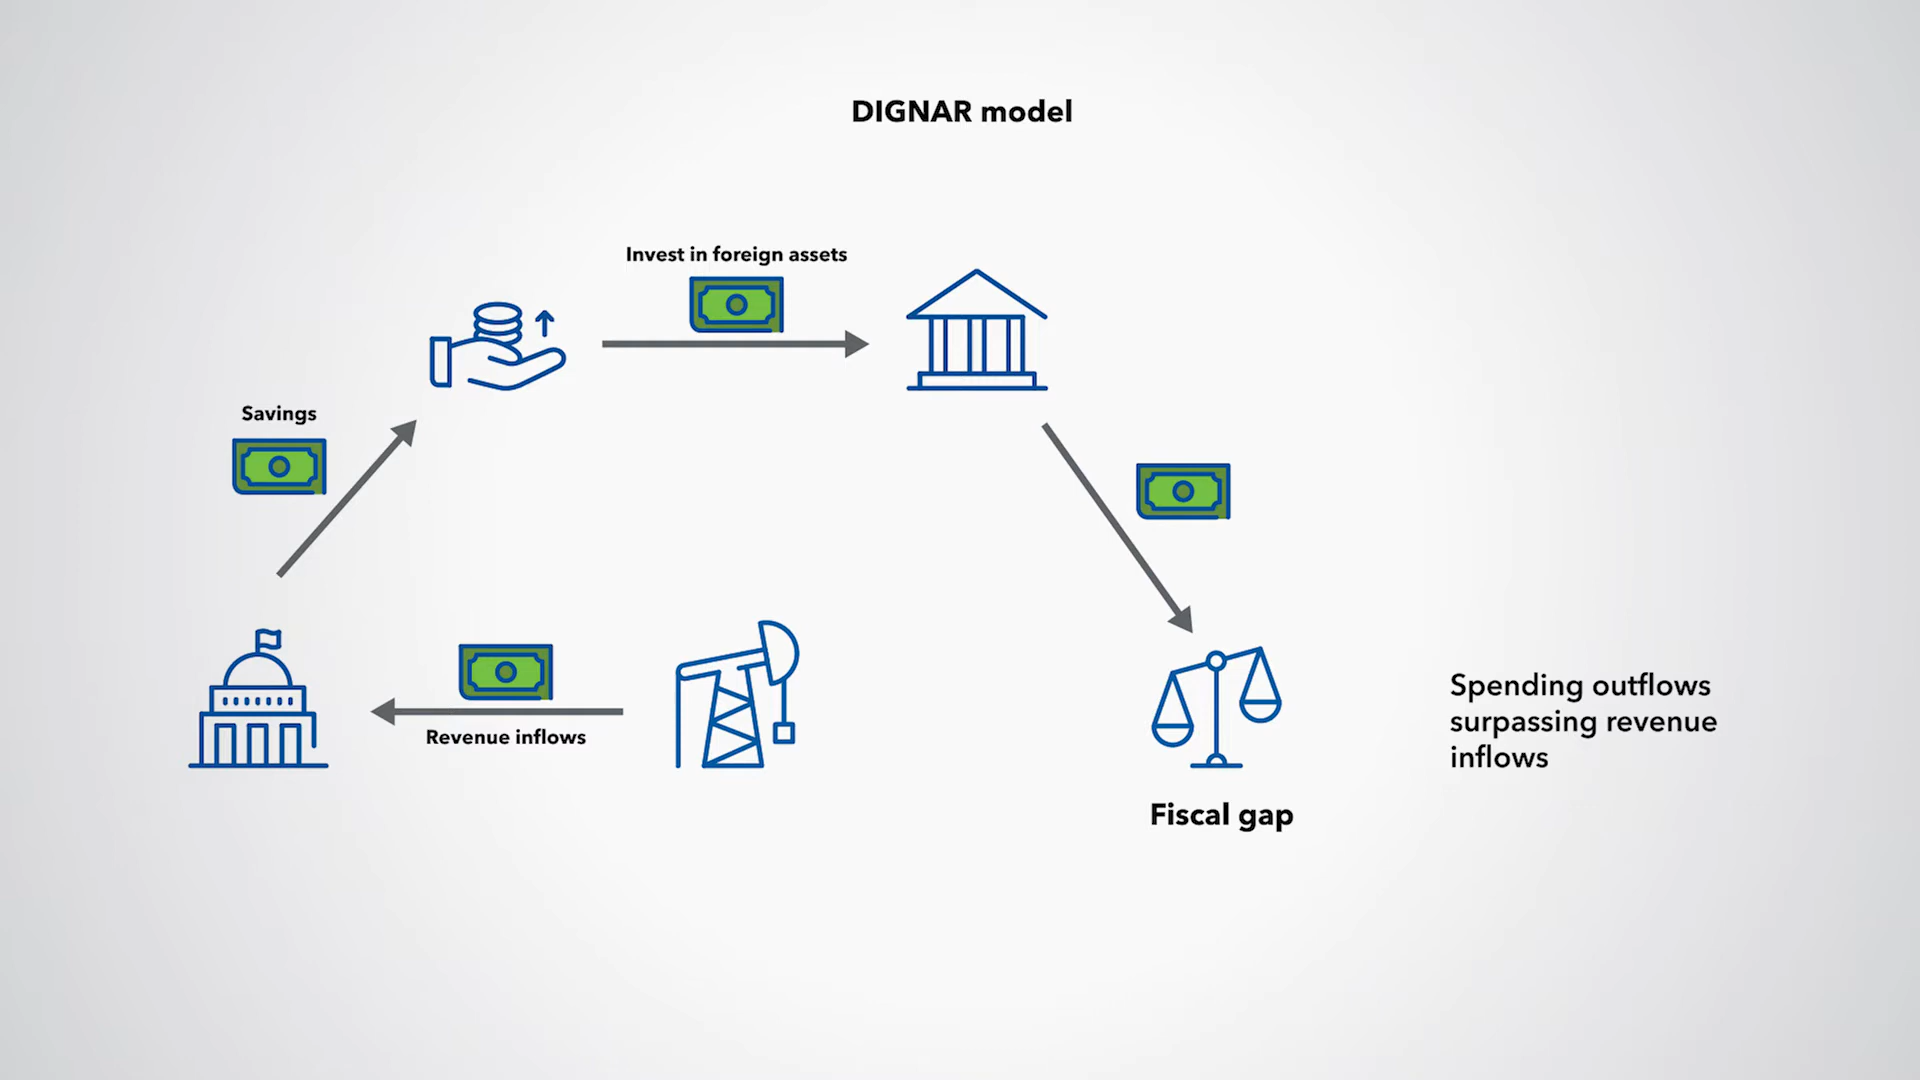 DIGNAR model
Invest in foreign assets
Savings
Revenue inflows
Spending outflows
surpassing revenue
inflows
Fiscal gap